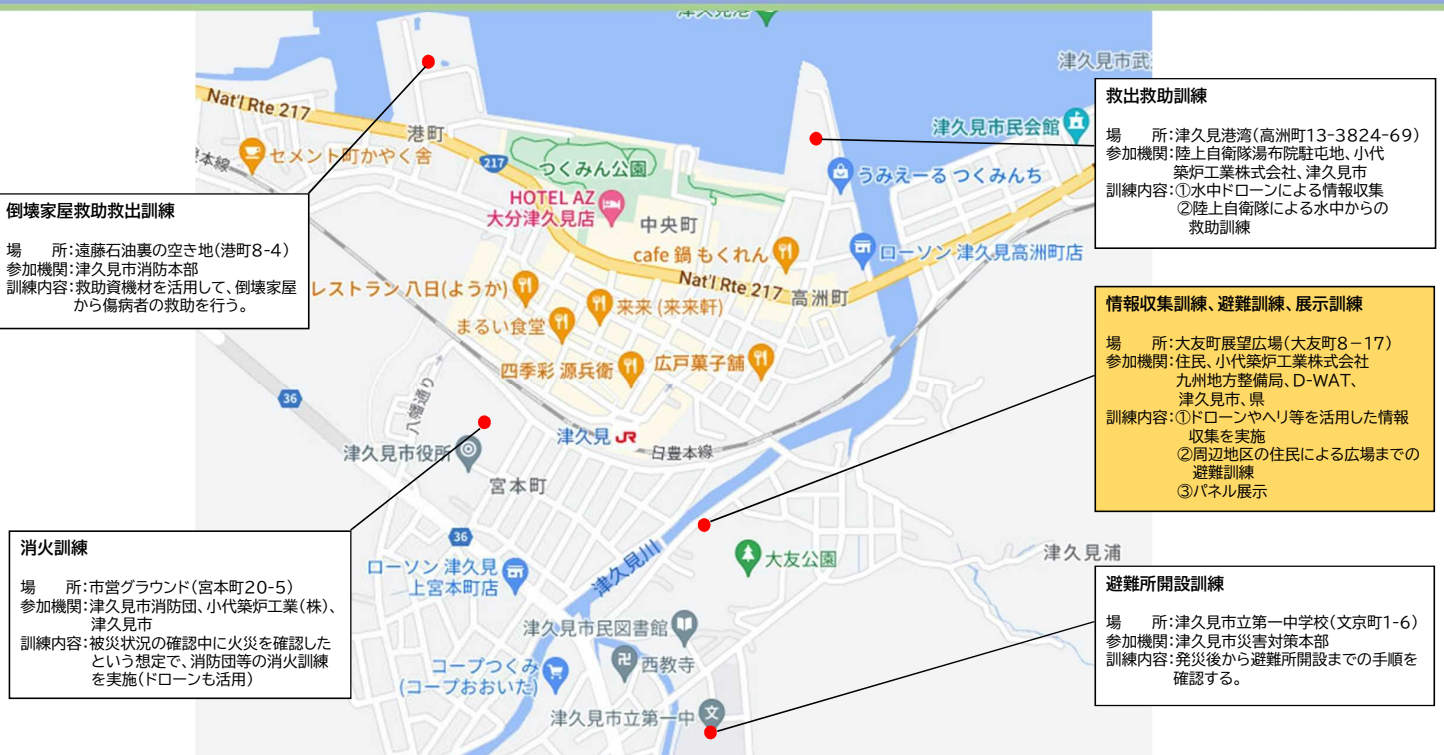 津久見港
津久見市武
Nat'l Rte 217
港町
津久見市民会館
本線
セメント町かやく舎
217
つくみん公園
うみえーる つくみんち
HOTEL AZ
大分津久見店
中央町
cafe 鍋 もくれん
ローソン 津久見高洲町店
Nat'l Rte 217
高洲町
レストラン 八日(ようか)
来来 (来来軒)
まるい食堂
四季彩 源兵衛
広戸菓子舗
36
八幡通り
津久見 JR
日豊本線
津久見市役所
宮本町
36
大友公園
津久見浦
ローソン 津久見
上宮本町店
津久見川
津久見市民図書館
西教寺
コープつくみ
(コープおおいた)
津久見市立第一中
文
倒壊家屋救助救出訓練
場　　所:遠藤石油裏の空き地(港町8-4)
参加機関:津久見市消防本部
訓練内容:救助資機材を活用して、倒壊家屋
から傷病者の救助を行う。
消火訓練
場　　所:市営グラウンド(宮本町20-5)
参加機関:津久見市消防団、小代築炉工業(株)、
津久見市
訓練内容:被災状況の確認中に火災を確認した
という想定で、消防団等の消火訓練
を実施(ドローンも活用)
救出救助訓練
場　　所:津久見港湾(高洲町13-3824-69)
参加機関:陸上自衛隊湯布院駐屯地、小代
築炉工業株式会社、津久見市
訓練内容:①水中ドローンによる情報収集
②陸上自衛隊による水中からの
救助訓練
情報収集訓練、避難訓練、展示訓練
場　　所:大友町展望広場(大友町8－17)
参加機関:住民、小代築炉工業株式会社
九州地方整備局、D-WAT、
津久見市、県
訓練内容:①ドローンやヘリ等を活用した情報
収集を実施
②周辺地区の住民による広場までの
避難訓練
③パネル展示
避難所開設訓練
場　　所:津久見市立第一中学校(文京町1-6)
参加機関:津久見市災害対策本部
訓練内容:発災後から避難所開設までの手順を
確認する。